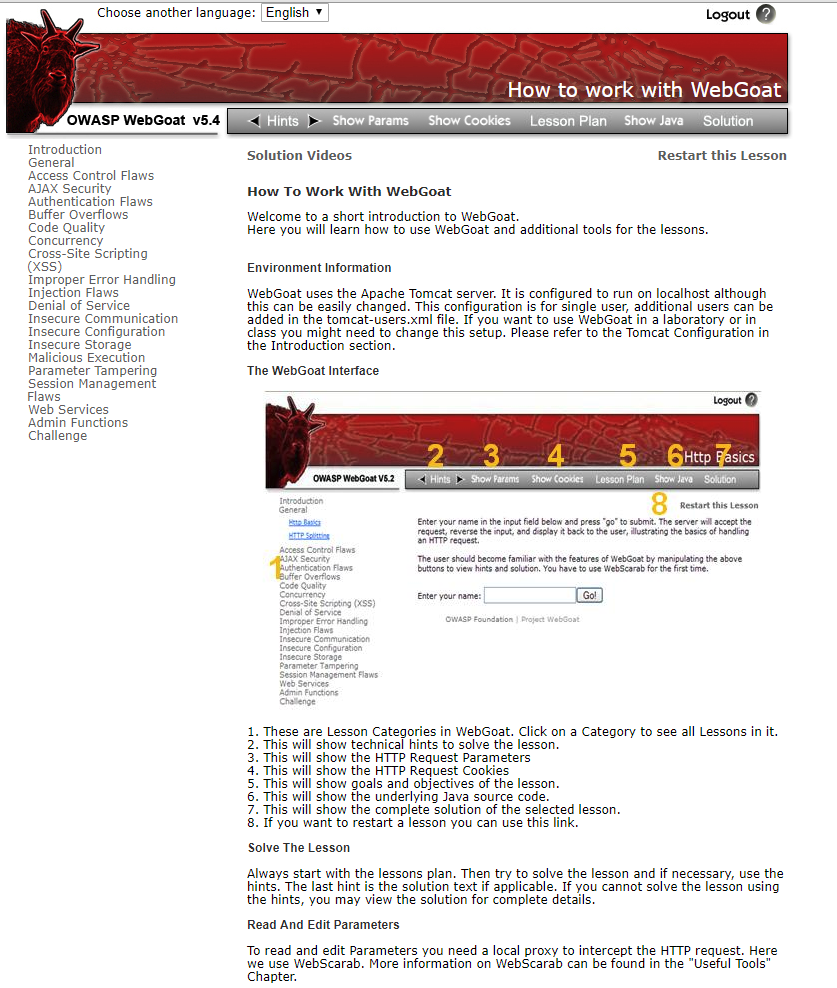 Choose another language: English
Logout ?
How to work with WebGoat
OWASP WebGoat v5.4
Hints Show Params Show Cookies Lesson Plan Show Java Solution
Introduction
General
Access Control Flaws
AJAX Security
Authentication Flaws
Buffer Overflows
Code Quality
Concurrency
Cross-Site Scripting
(XSS)
Improper Error Handling
Injection Flaws
Denial of Service
Insecure Communication
Insecure Configuration
Insecure Storage
Malicious Execution
Parameter Tampering
Session Management
Flaws
Web Services
Admin Functions
Challenge
Solution Videos Restart this Lesson
How To Work With WebGoat
Welcome to a short introduction to WebGoat.
Here you will learn how to use WebGoat and additional tools for the lessons.
Environment Information
WebGoat uses the Apache Tomcat server. It is configured to run on localhost although
this can be easily changed. This configuration is for single user, additional users can be
added in the tomcat-users.xml file. If you want to use WebGoat in a laboratory or in
class you might need to change this setup. Please refer to the Tomcat Configuration in
the Introduction section.
The WebGoat Interface
Logout ?
2 3 4 5 6 7
Http Basics
OWASP WebGoat V5.2
Hints Show Params Show Cookies Lesson Plan Show Java Solution
8 Restart this Lesson
Introduction
General
Http Basics
HTTP Splitting
Access Control Flaws
AJAX Security
1
Authentication Flaws
Buffer Overflows
Code Quality
Concurrency
Cross-Site Scripting (XSS)
Denial of Service
Improper Error Handling
Injection Flaws
Insecure Communication
Insecure Configuration
Insecure Storage
Parameter Tampering
Session Management Flaws
Web Services
Admin Functions
Challenge
Enter your name in the input field below and press "go" to submit. The server will accept the
request, reverse the input, and display it back to the user, illustrating the basics of handling
an HTTP request.
The user should become familiar with the features of WebGoat by manipulating the above
buttons to view hints and solution. You have to use WebScarab for the first time.
Enter your name: Go!
OWASP Foundation | Project WebGoat
1. These are Lesson Categories in WebGoat. Click on a Category to see all Lessons in it.
2. This will show technical hints to solve the lesson.
3. This will show the HTTP Request Parameters
4. This will show the HTTP Request Cookies
5. This will show goals and objectives of the lesson.
6. This will show the underlying Java source code.
7. This will show the complete solution of the selected lesson.
8. If you want to restart a lesson you can use this link.
Solve The Lesson
Always start with the lessons plan. Then try to solve the lesson and if necessary, use the
hints. The last hint is the solution text if applicable. If you cannot solve the lesson using
the hints, you may view the solution for complete details.
Read And Edit Parameters
To read and edit Parameters you need a local proxy to intercept the HTTP request. Here
we use WebScarab. More information on WebScarab can be found in the "Useful Tools"
Chapter.